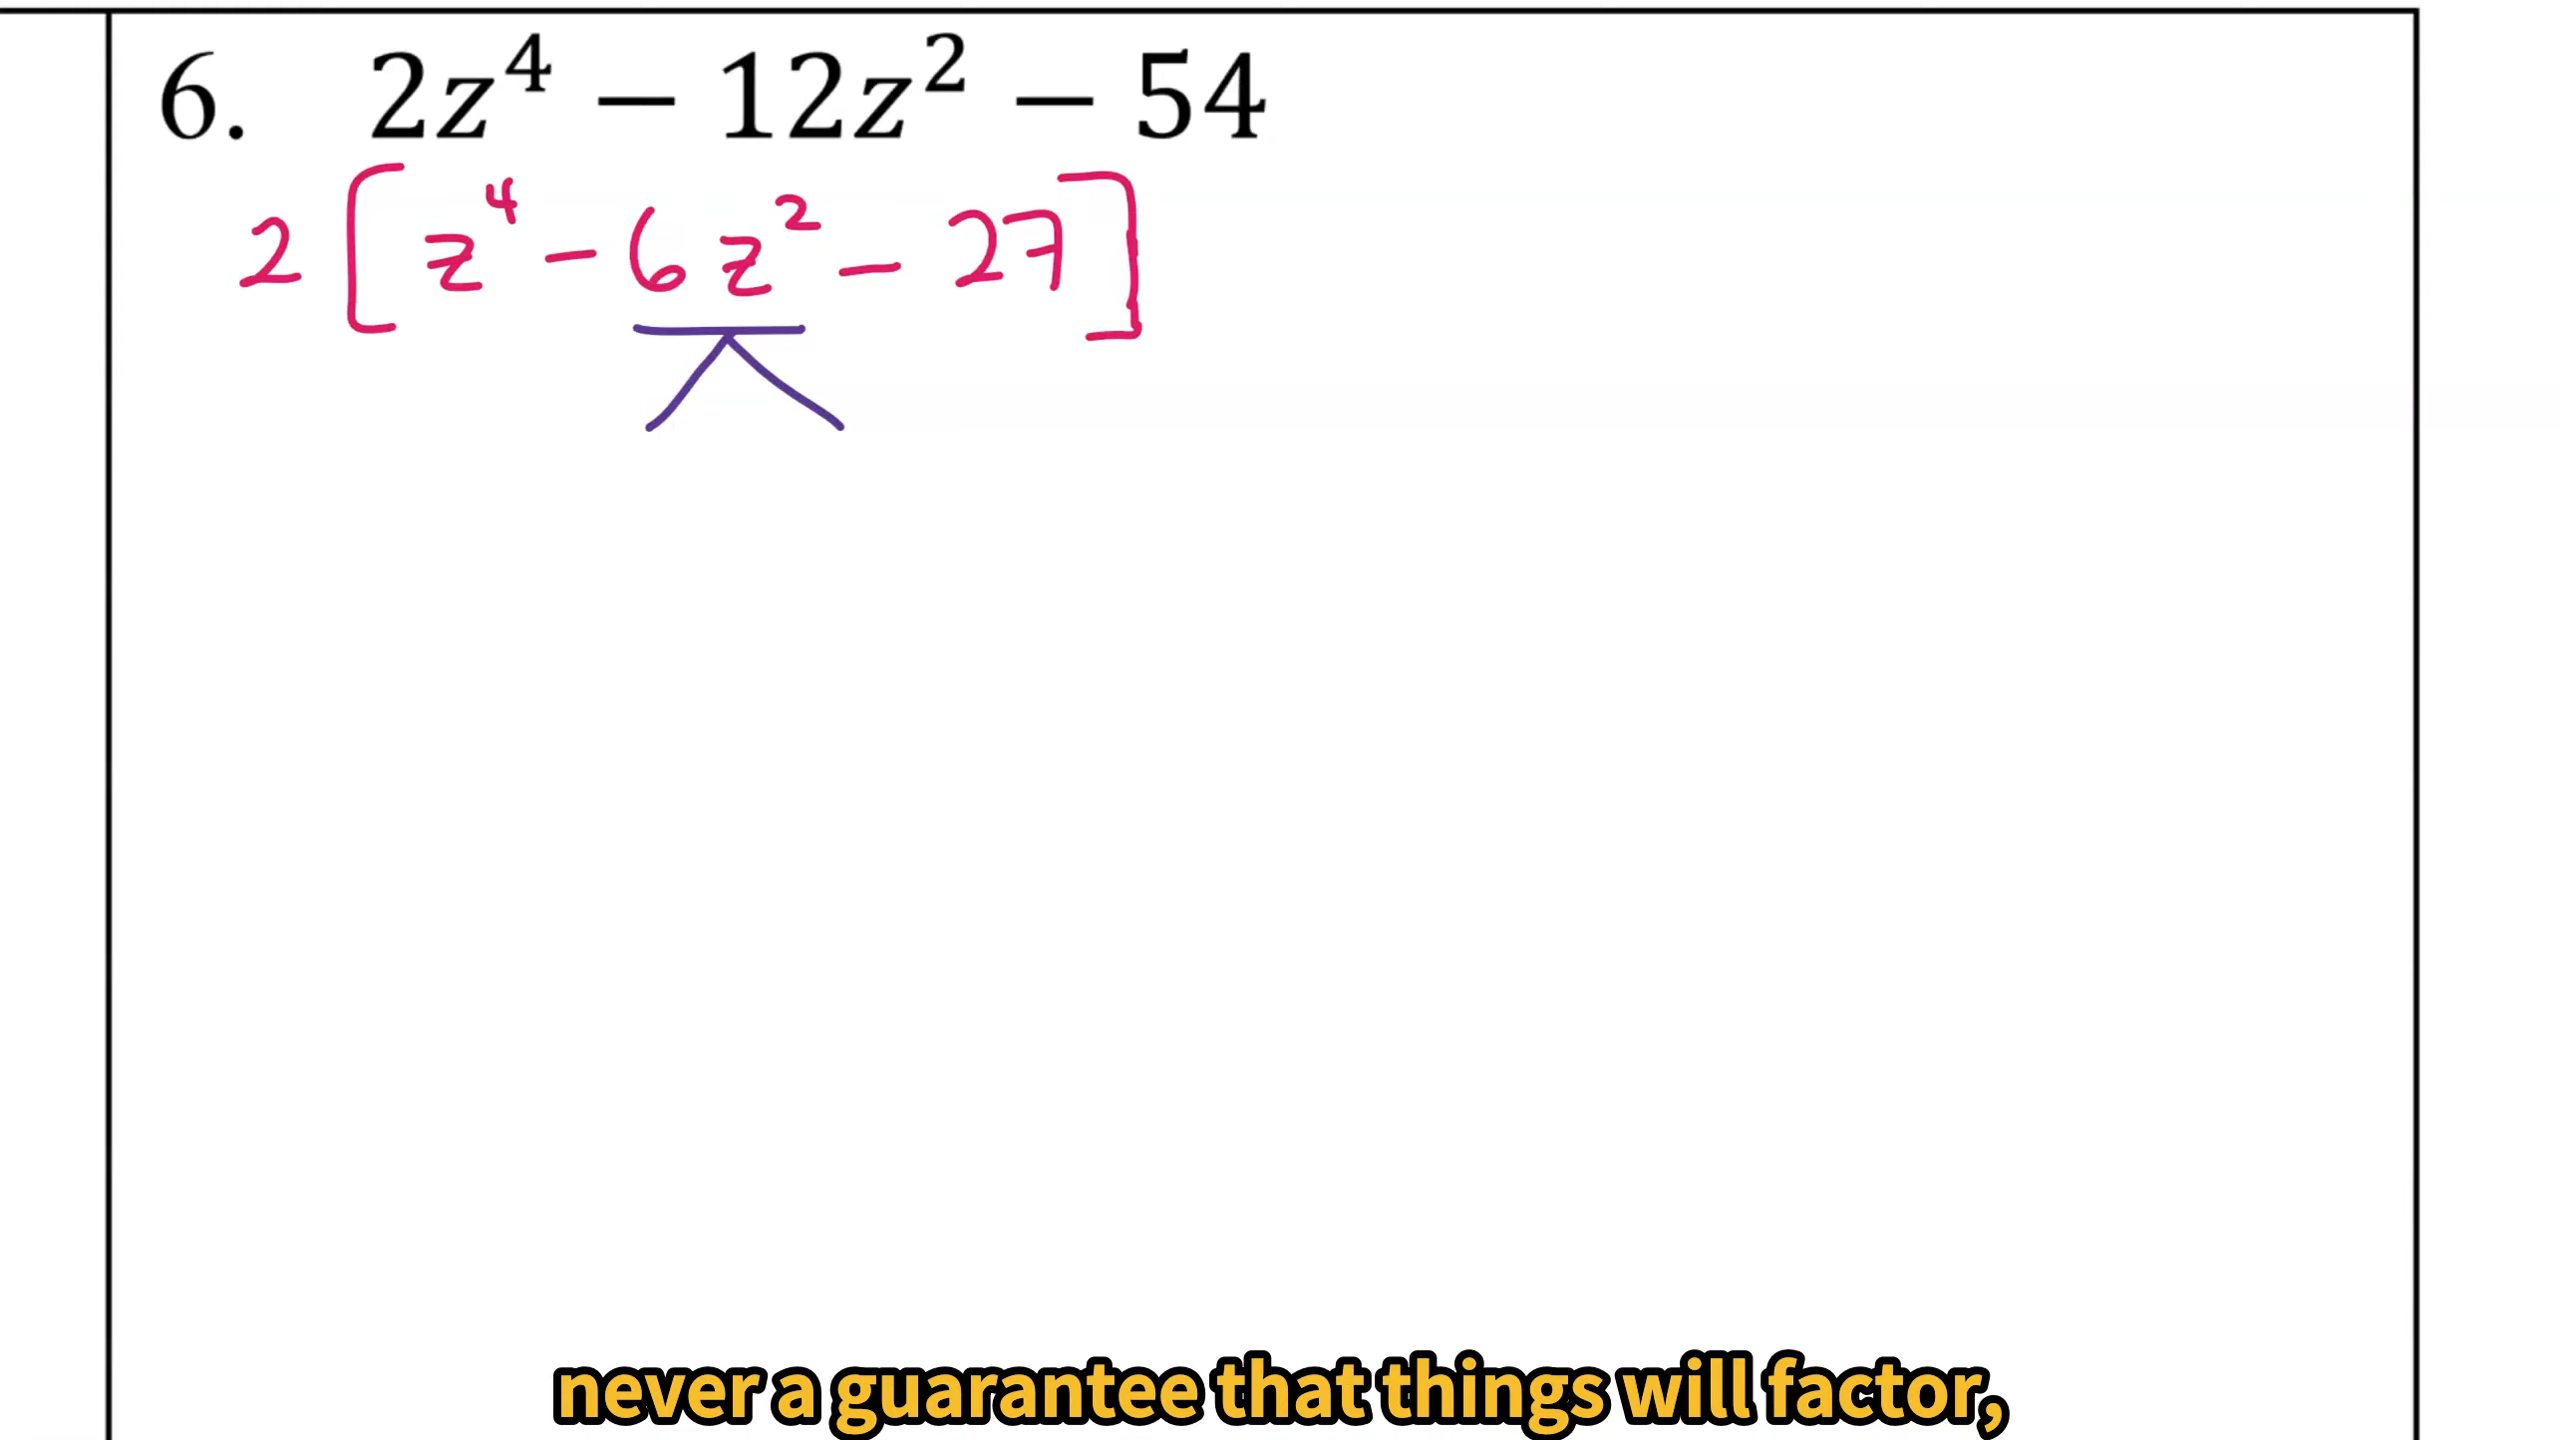 6. 2z⁴ − 12z² − 54
2 [z⁴ − 6z² − 27]
never a guarantee that things will factor,